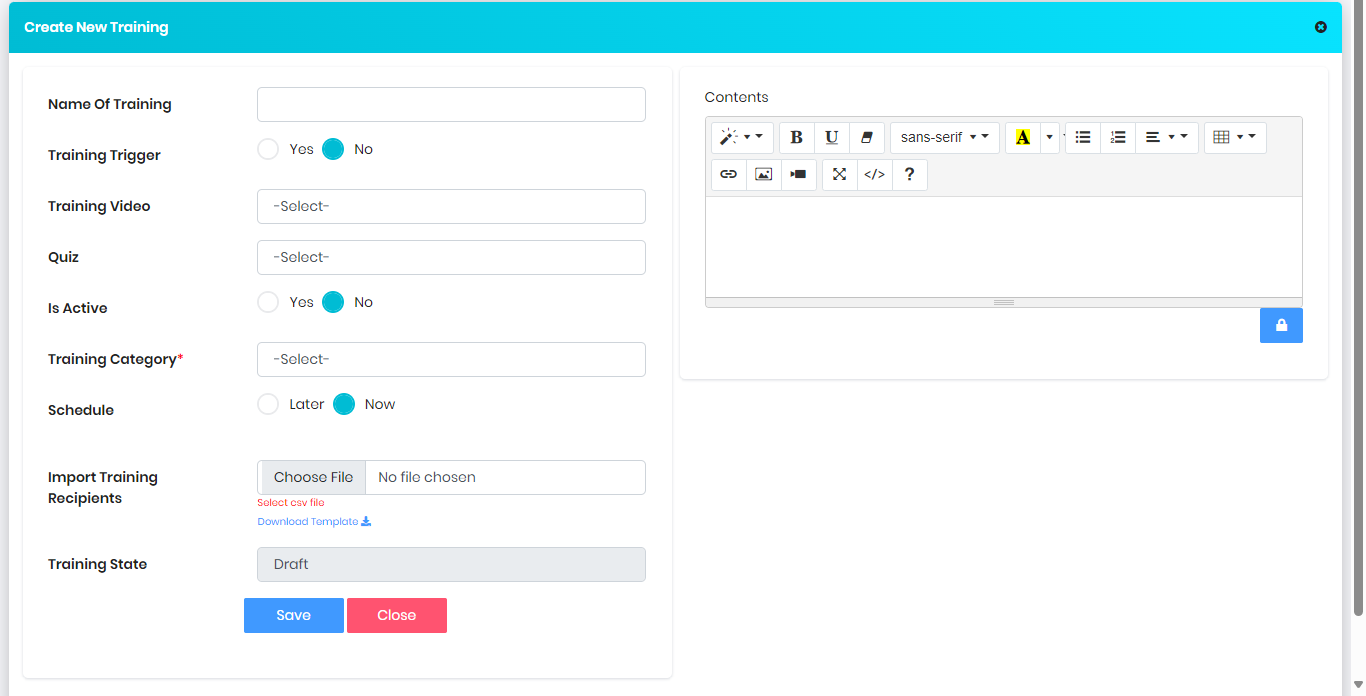 Create New Training
Name Of Training
Training Trigger
Yes No
Training Video
-Select-
Quiz
-Select-
Is Active
Yes No
Training Category*
-Select-
Schedule
Later Now
Import Training
Recipients
Choose File No file chosen
Select csv file
Download Template
Training State
Draft
Save Close
Contents
B U sans-serif A
</> ?